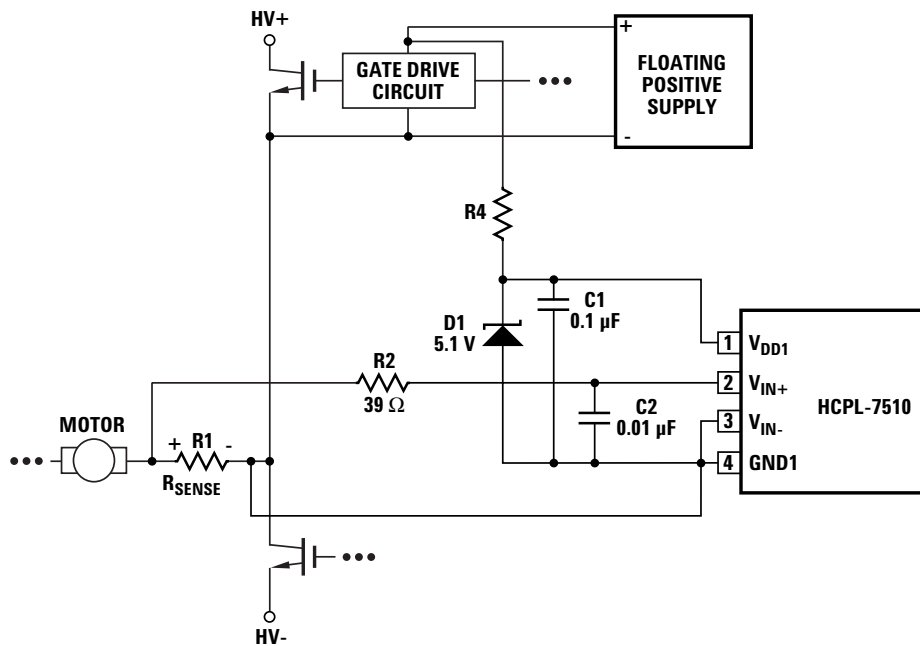 HV+
+
FLOATING
POSITIVE
SUPPLY
-
GATE DRIVE
CIRCUIT
•••
R4
C1
0.1 µF
D1
5.1 V
R2
39 Ω
C2
0.01 µF
1 V_DD1
2 V_IN+
3 V_IN-
4 GND1
HCPL-7510
MOTOR
•••
+ R1 -
R_SENSE
•••
HV-